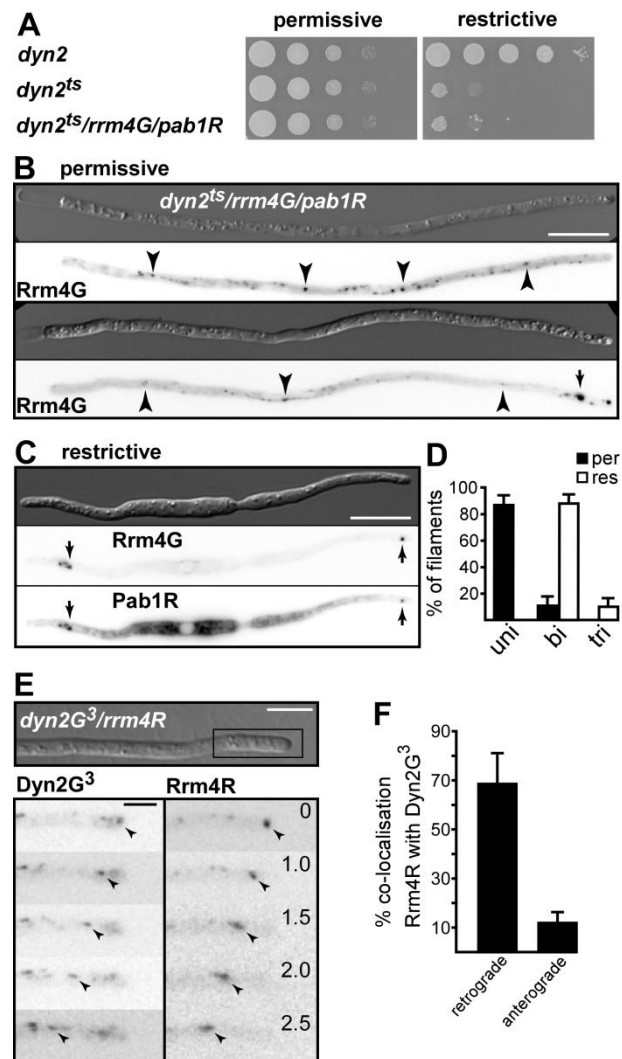 A
permissive
restrictive
dyn2
dyn2ts
dyn2ts/rrm4G/pab1R
B
permissive
dyn2ts/rrm4G/pab1R
Rrm4G
Rrm4G
C
restrictive
Rrm4G
Pab1R
D
per
res
% of filaments
100
80
60
40
20
uni
bi
tri
E
dyn2G3/rrm4R
Dyn2G3
Rrm4R
0
1.0
1.5
2.0
2.5
F
% co-localisation
Rrm4R with Dyn2G3
90
70
50
30
10
retrograde
anterograde